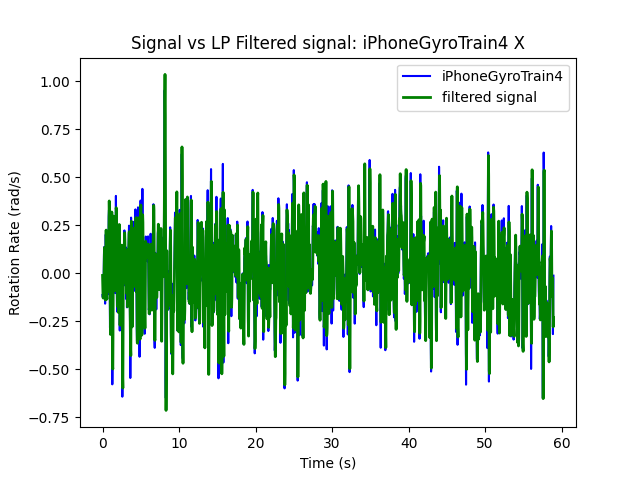 Signal vs LP Filtered signal: iPhoneGyroTrain4 X
iPhoneGyroTrain4
filtered signal
Rotation Rate (rad/s)
1.00
0.75
0.50
0.25
0.00
−0.25
−0.50
−0.75
0 10 20 30 40 50 60
Time (s)